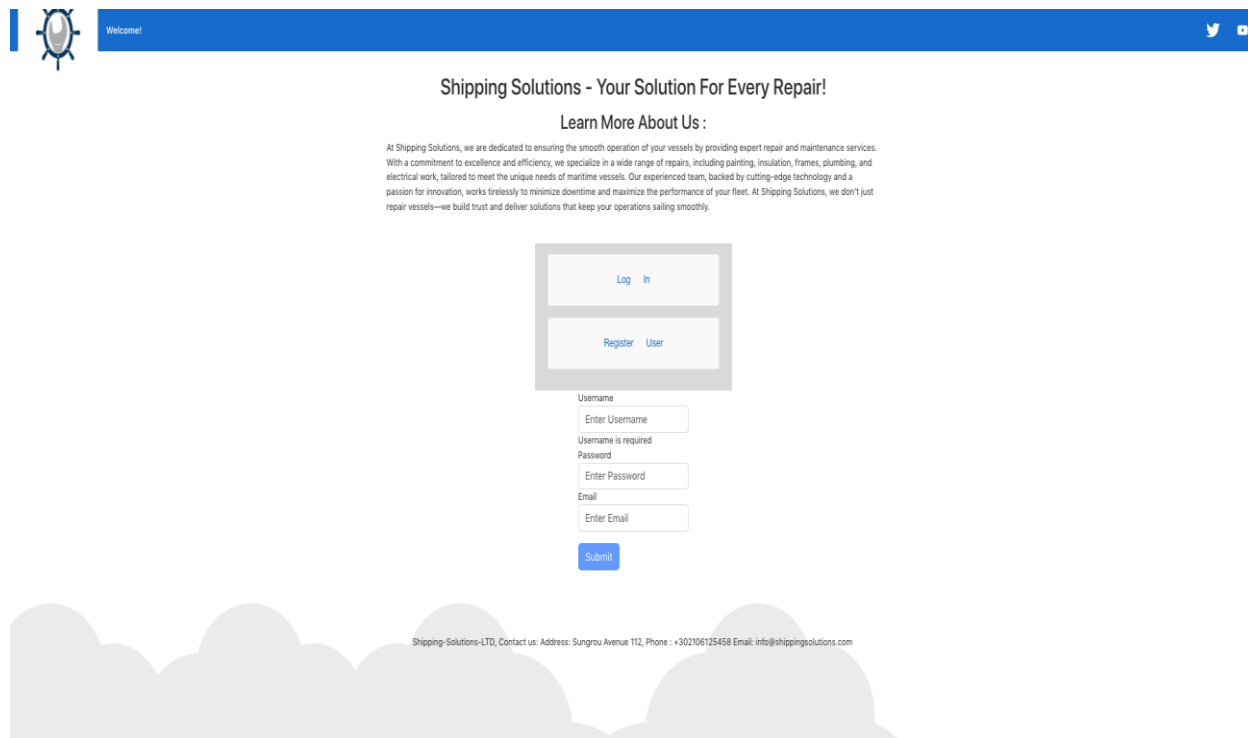 Welcome!
Shipping Solutions - Your Solution For Every Repair!
Learn More About Us :
At Shipping Solutions, we are dedicated to ensuring the smooth operation of your vessels by providing expert repair and maintenance services.
With a commitment to excellence and efficiency, we specialize in a wide range of repairs, including painting, insulation, frames, plumbing, and
electrical work, tailored to meet the unique needs of maritime vessels. Our experienced team, backed by cutting-edge technology and a
passion for innovation, works tirelessly to minimize downtime and maximize the performance of your fleet. At Shipping Solutions, we don't just
repair vessels—we build trust and deliver solutions that keep your operations sailing smoothly.
Log In
Register User
Username
Enter Username
Username is required
Password
Enter Password
Email
Enter Email
Submit
Shipping-Solutions-LTD, Contact us: Address: Sungrou Avenue 112, Phone : +302106125458 Email: info@shippingsolutions.com